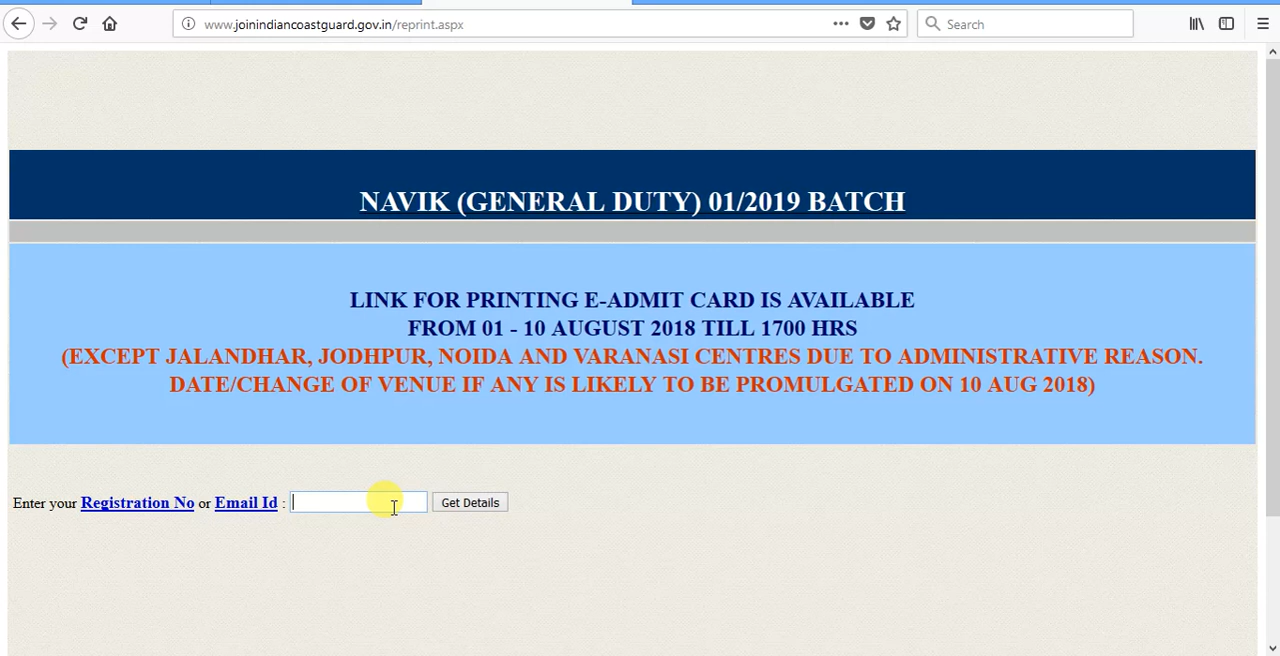 www.joinindiancoastguard.gov.in/reprint.aspx
Search
NAVIK (GENERAL DUTY) 01/2019 BATCH
LINK FOR PRINTING E-ADMIT CARD IS AVAILABLE
FROM 01 - 10 AUGUST 2018 TILL 1700 HRS
(EXCEPT JALANDHAR, JODHPUR, NOIDA AND VARANASI CENTRES DUE TO ADMINISTRATIVE REASON.
DATE/CHANGE OF VENUE IF ANY IS LIKELY TO BE PROMULGATED ON 10 AUG 2018)
Enter your Registration No or Email Id : Get Details